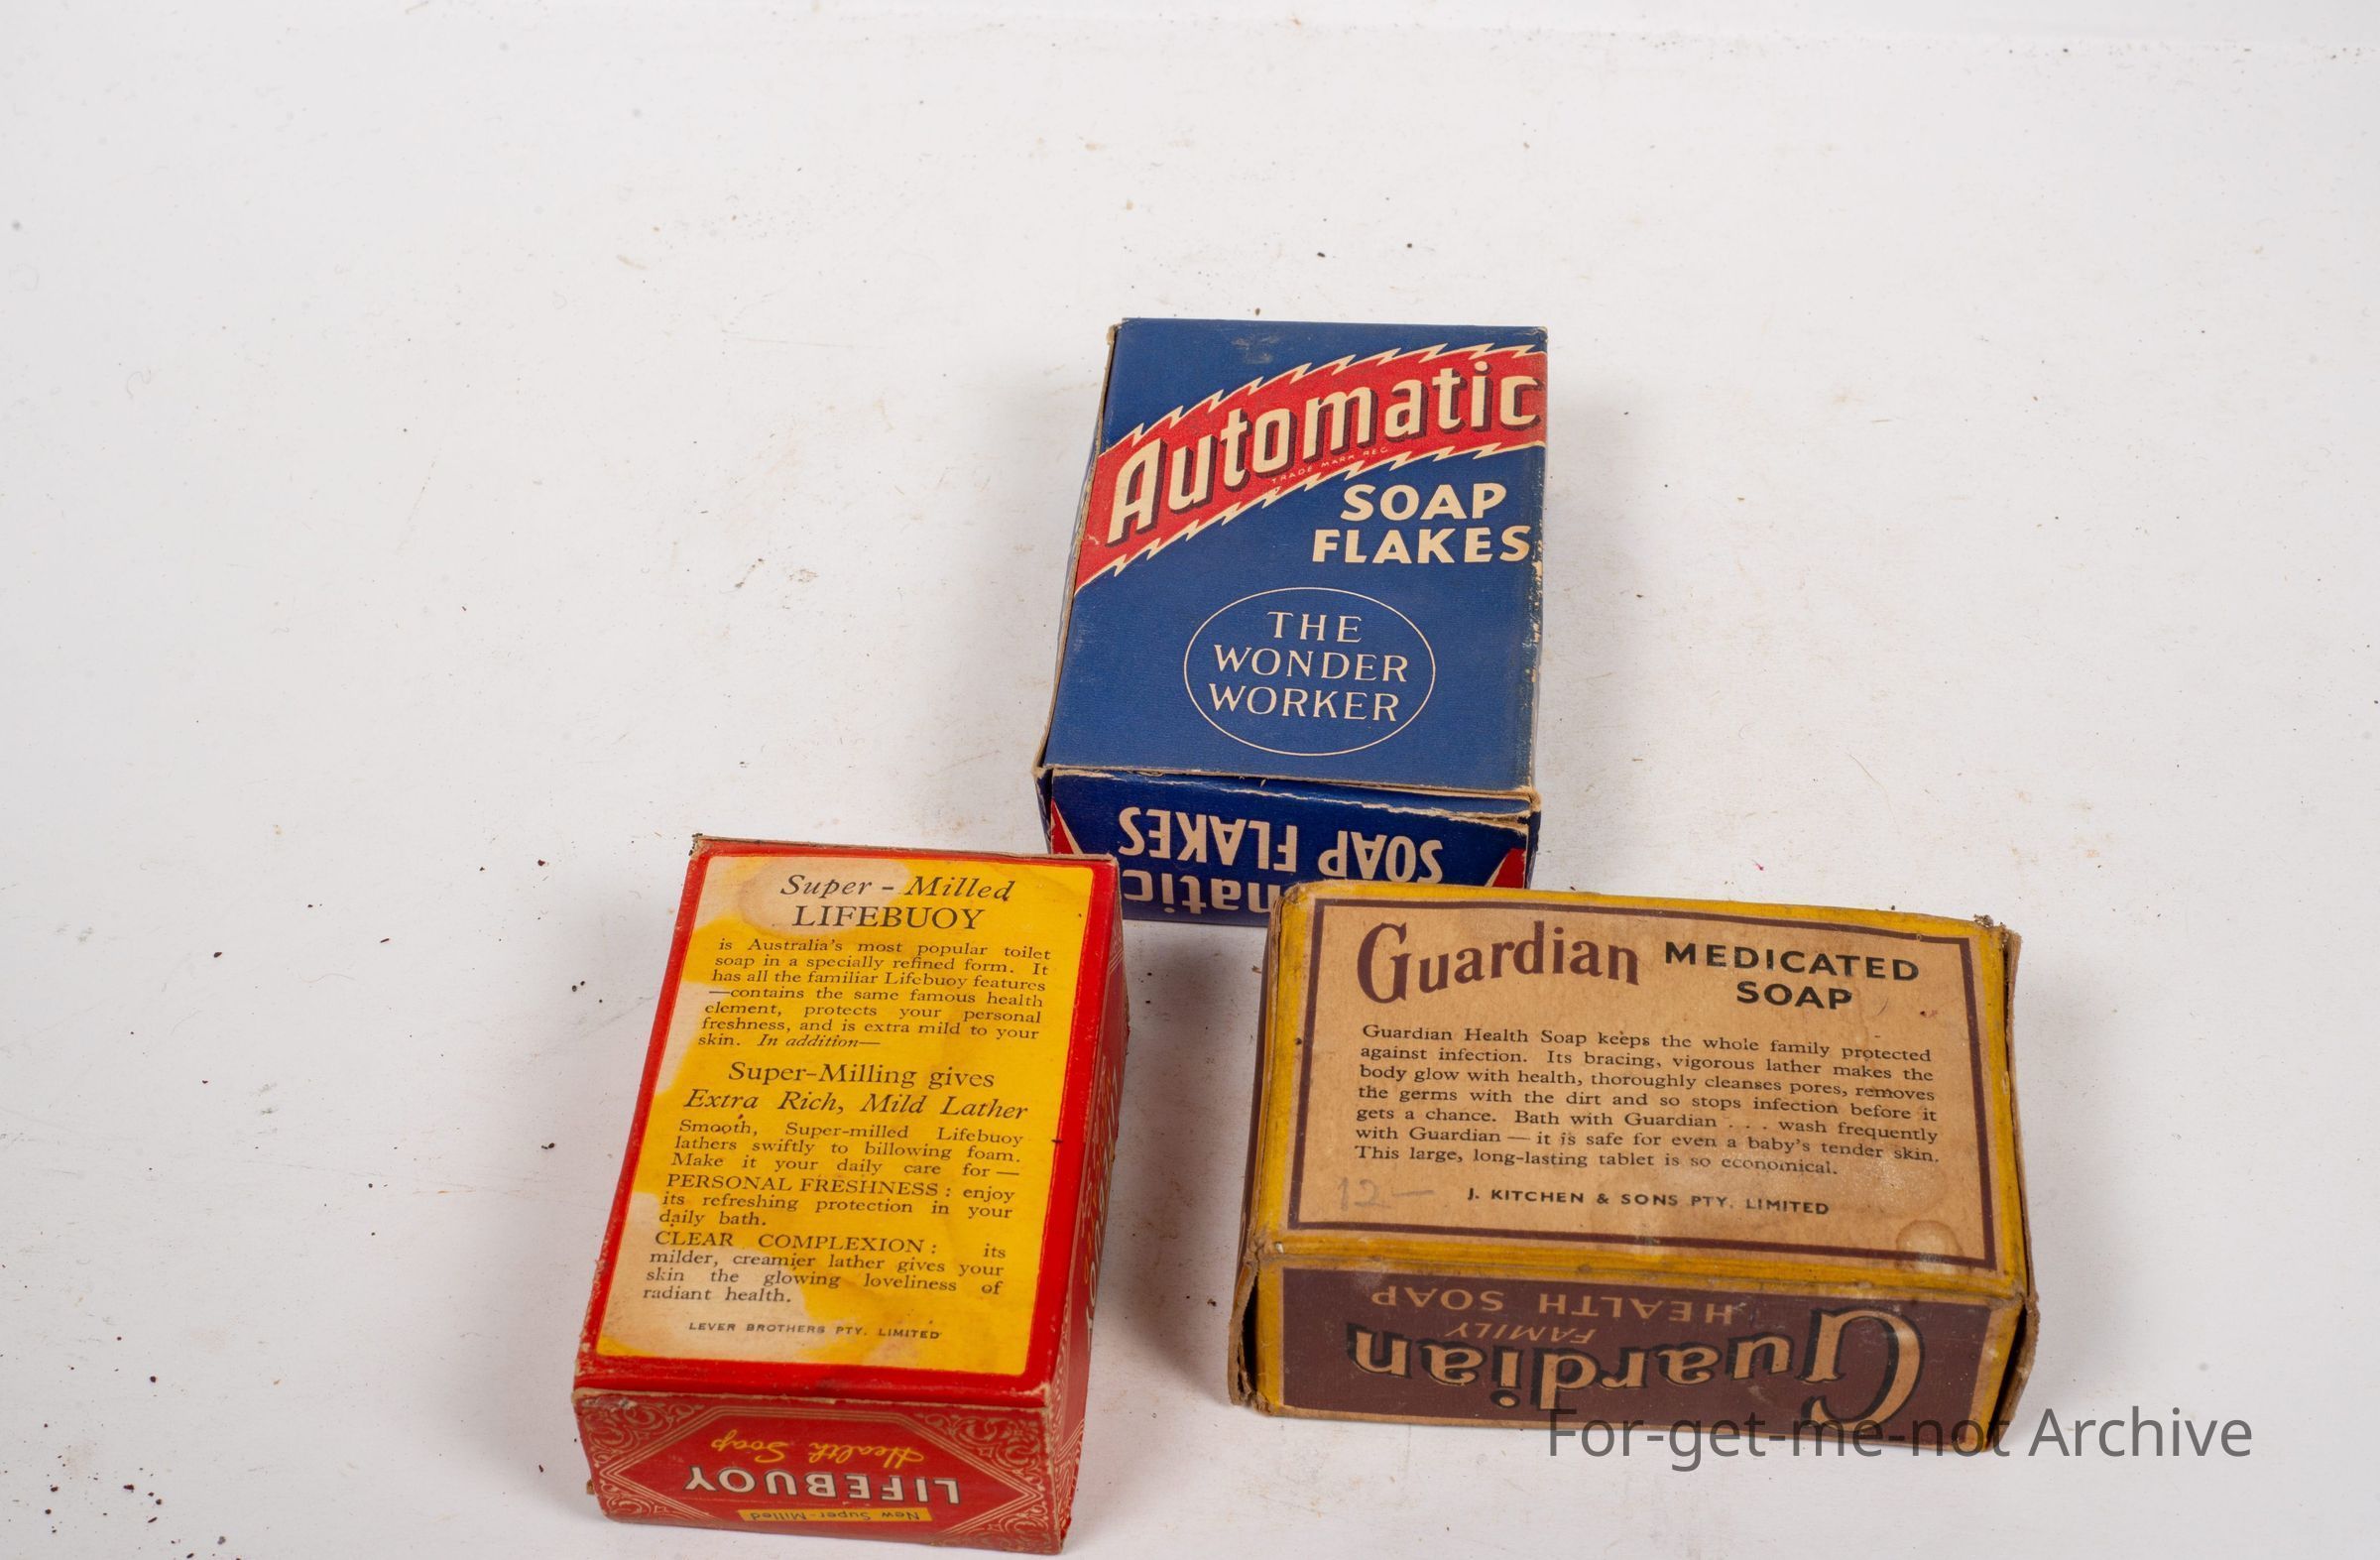 Automatic
TRADE MARK REG
SOAP
FLAKES
THE
WONDER
WORKER
SOAP FLAKES
matic
Super - Milled
LIFEBUOY
is Australia's most popular toilet
soap in a specially refined form. It
has all the familiar Lifebuoy features
—contains the same famous health
element, protects your personal
freshness, and is extra mild to your
skin. In addition—
Super-Milling gives
Extra Rich, Mild Lather
Smooth, Super-milled Lifebuoy
lathers swiftly to billowing foam.
Make it your daily care for—
PERSONAL FRESHNESS : enjoy
its refreshing protection in your
daily bath.
CLEAR COMPLEXION : its
milder, creamier lather gives your
skin the glowing loveliness of
radiant health.
LEVER BROTHERS PTY. LIMITED
New Super-Milled
LIFEBUOY
Health Soap
Guardian MEDICATED
SOAP
Guardian Health Soap keeps the whole family protected
against infection. Its bracing, vigorous lather makes the
body glow with health, thoroughly cleanses pores, removes
the germs with the dirt and so stops infection before it
gets a chance. Bath with Guardian . . . wash frequently
with Guardian — it is safe for even a baby's tender skin.
This large, long-lasting tablet is so economical.
12—
J. KITCHEN & SONS PTY. LIMITED
Guardian
FAMILY
HEALTH SOAP
For-get-me-not Archive